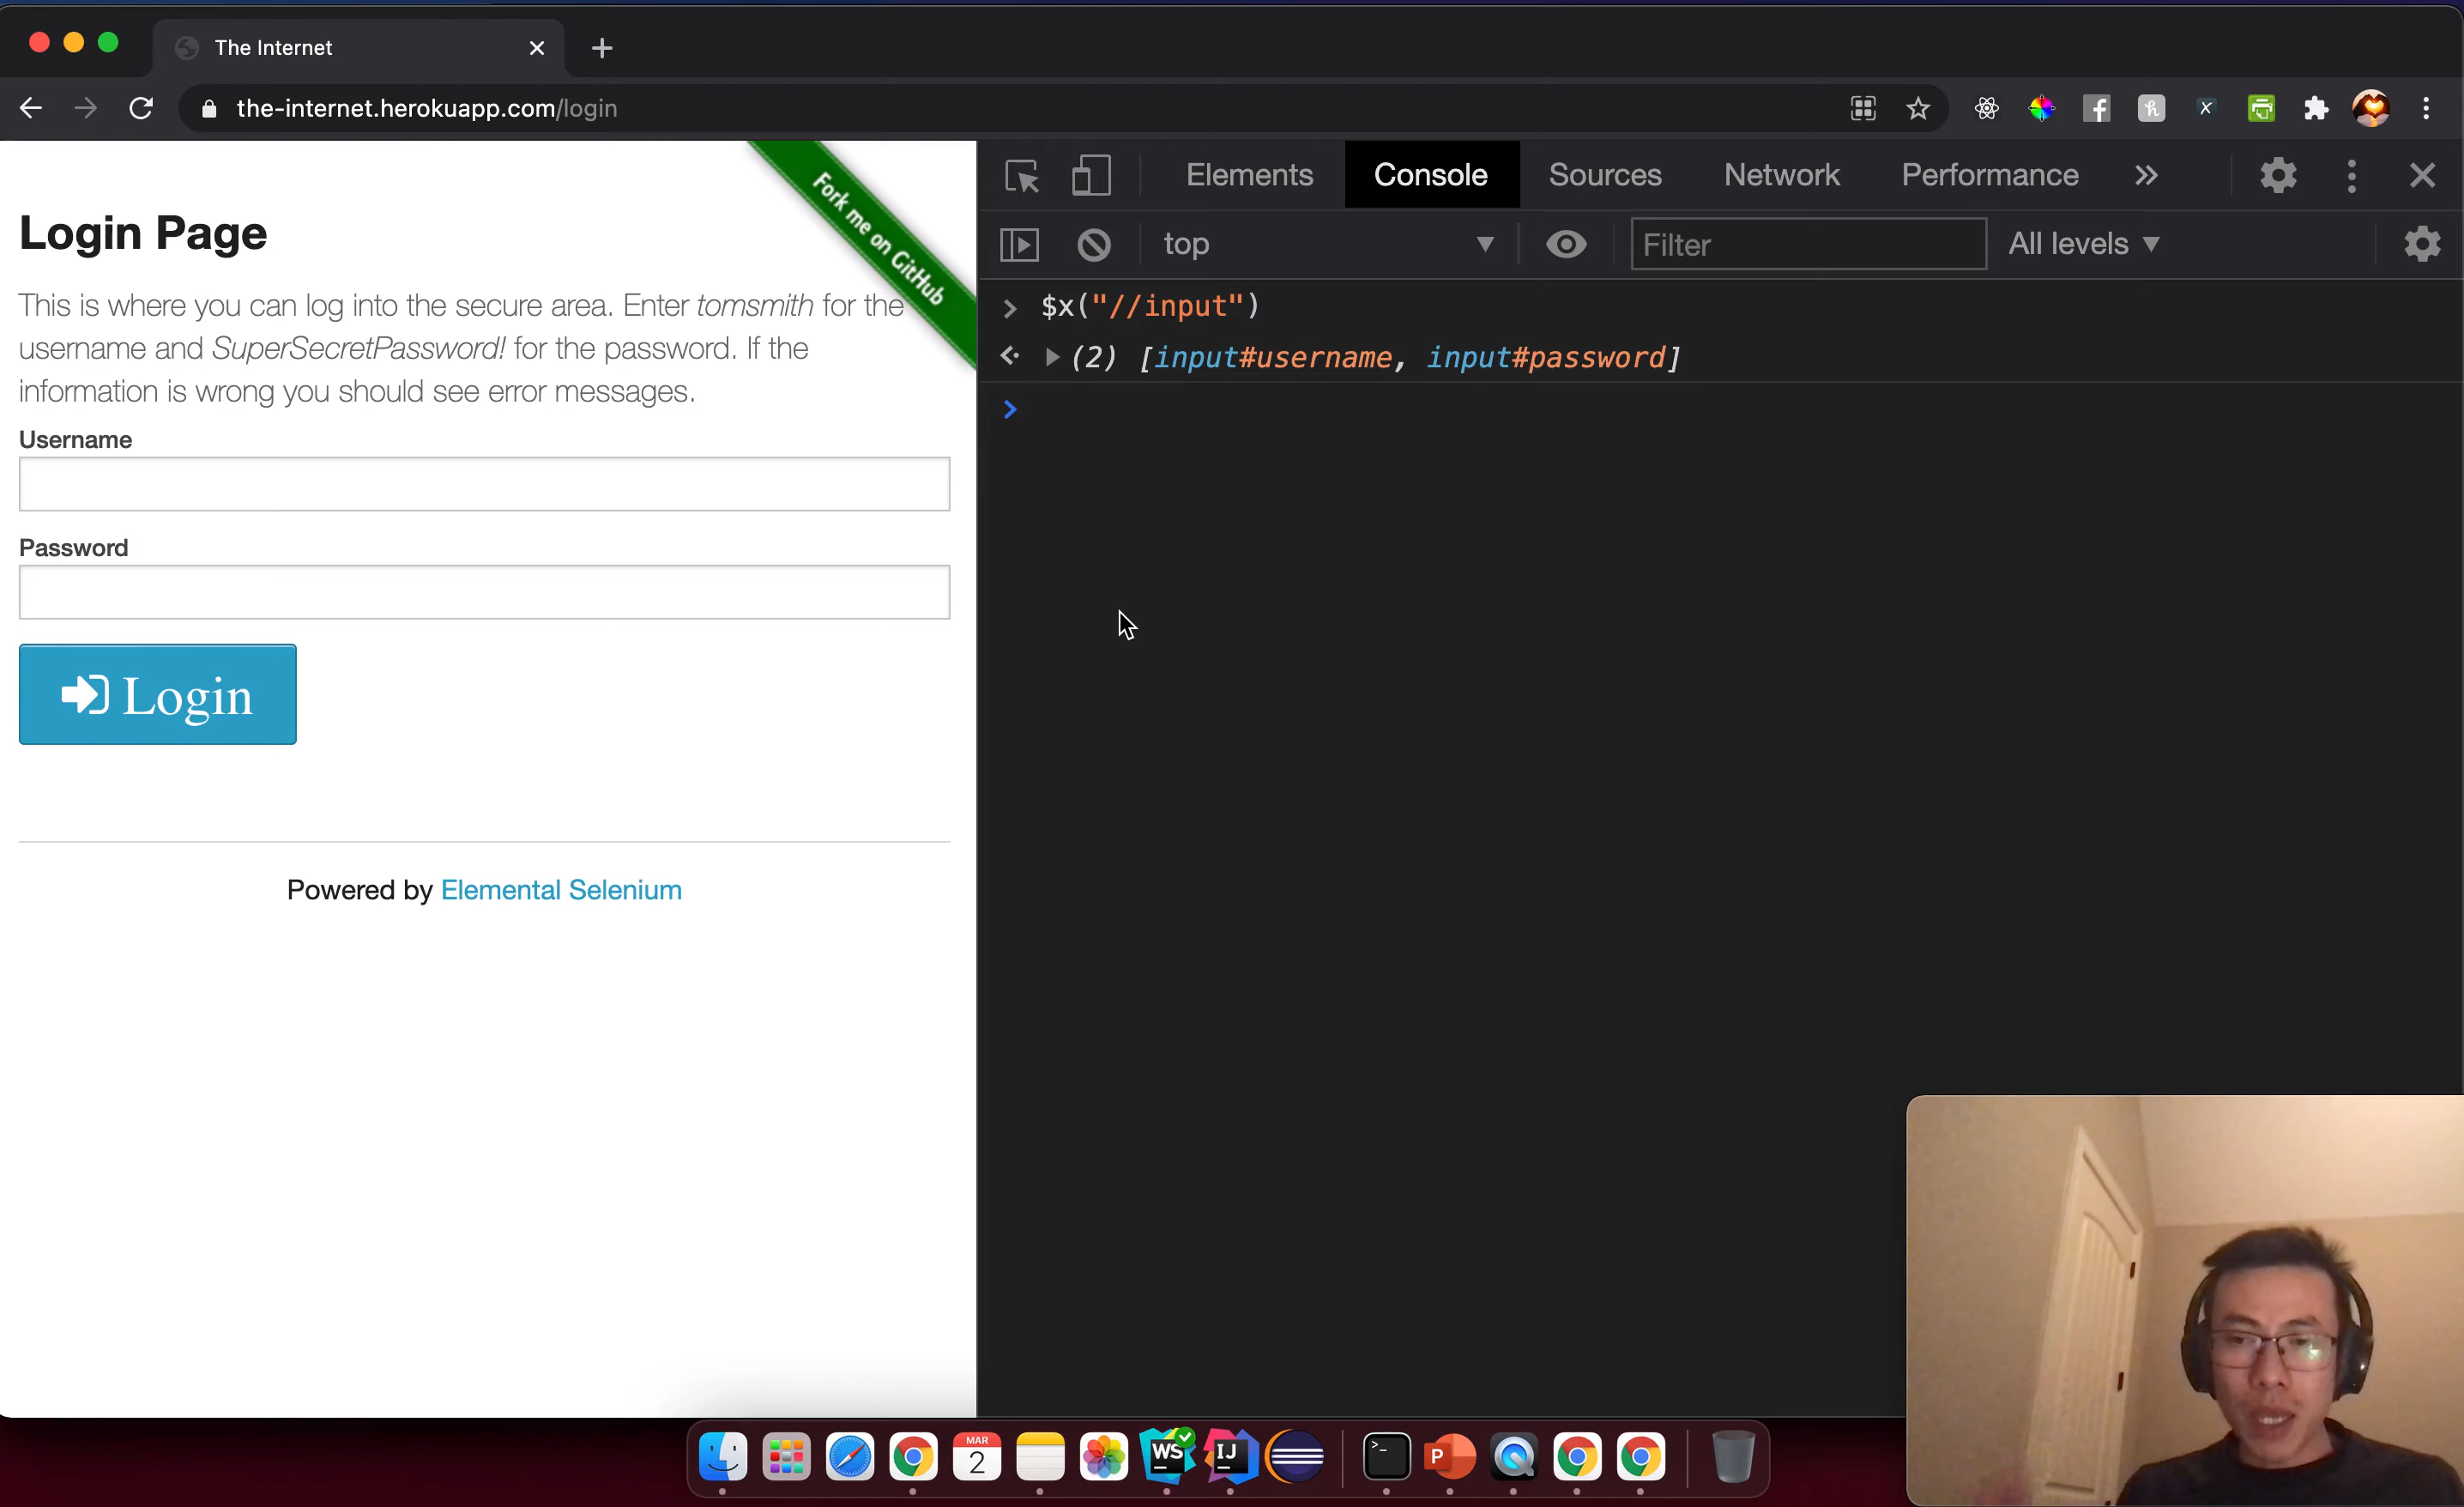 The Internet
the-internet.herokuapp.com/login
Fork me on GitHub
Login Page
This is where you can log into the secure area. Enter tomsmith for the
username and SuperSecretPassword! for the password. If the
information is wrong you should see error messages.
Username
Password
Login
Powered by Elemental Selenium
Elements Console Sources Network Performance
top Filter All levels
$x("//input")
(2) [input#username, input#password]
MAR
2
WS
IJ
P